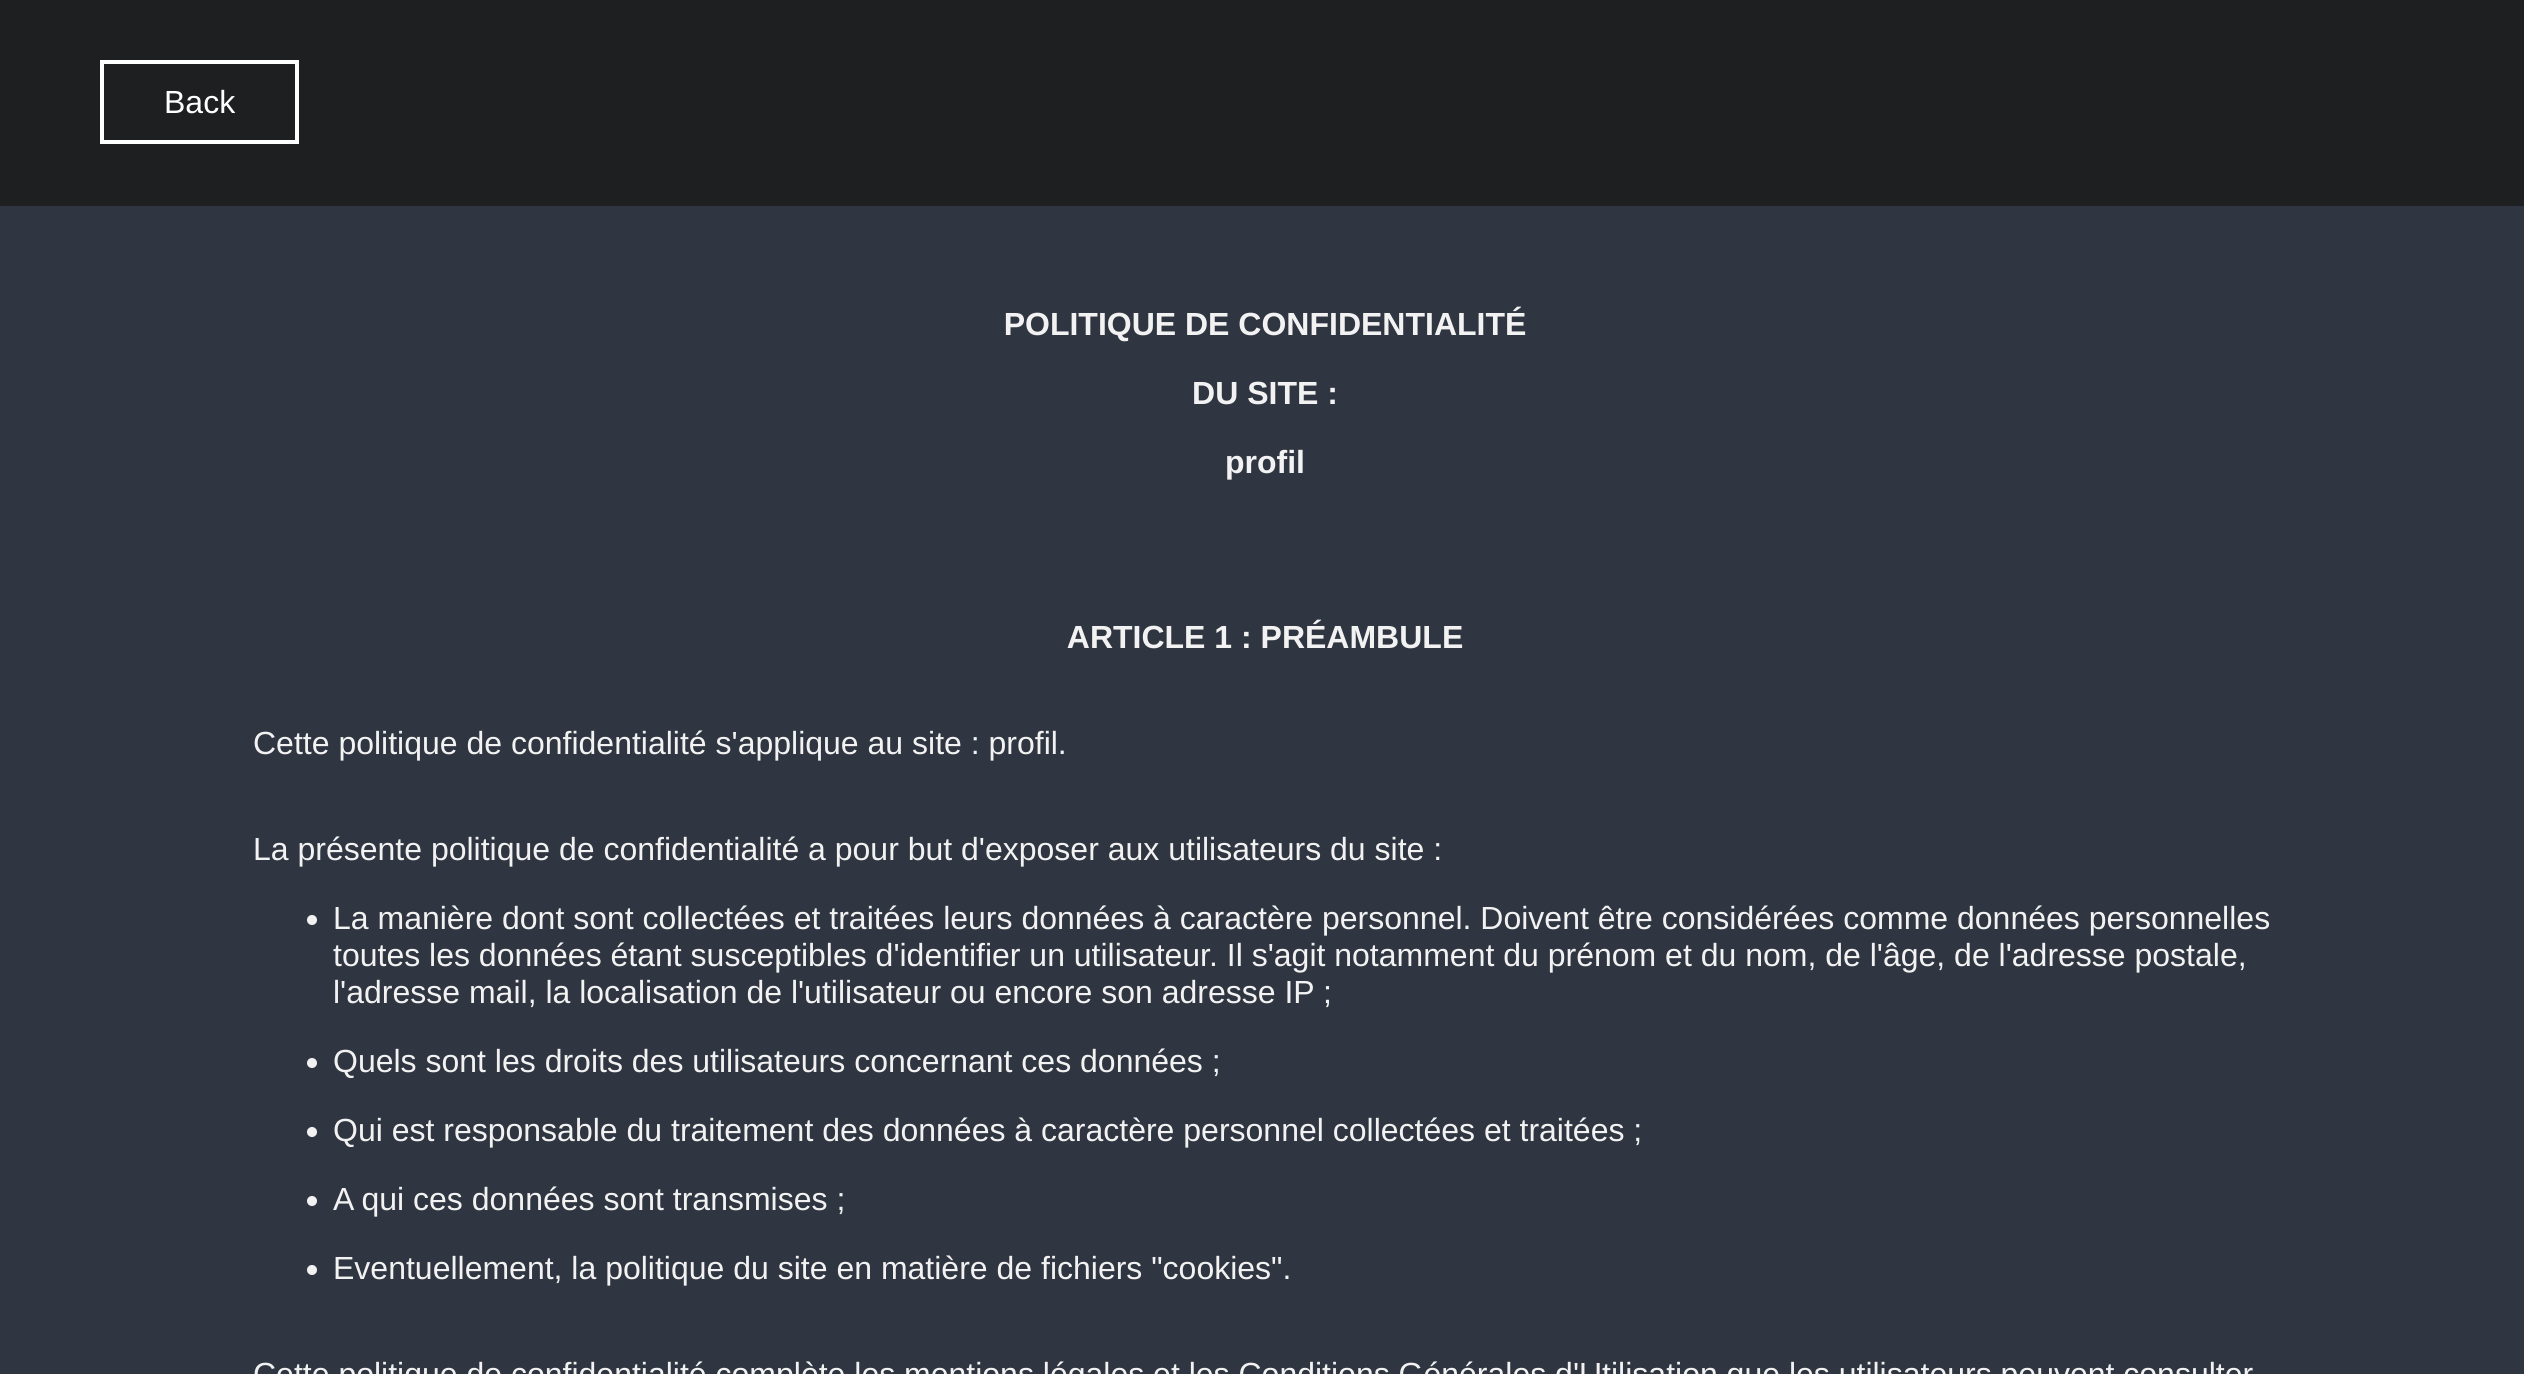 Back
POLITIQUE DE CONFIDENTIALITÉ
DU SITE :
profil
ARTICLE 1 : PRÉAMBULE
Cette politique de confidentialité s'applique au site : profil.
La présente politique de confidentialité a pour but d'exposer aux utilisateurs du site :
La manière dont sont collectées et traitées leurs données à caractère personnel. Doivent être considérées comme données personnelles
toutes les données étant susceptibles d'identifier un utilisateur. Il s'agit notamment du prénom et du nom, de l'âge, de l'adresse postale,
l'adresse mail, la localisation de l'utilisateur ou encore son adresse IP ;
Quels sont les droits des utilisateurs concernant ces données ;
Qui est responsable du traitement des données à caractère personnel collectées et traitées ;
A qui ces données sont transmises ;
Eventuellement, la politique du site en matière de fichiers "cookies".
Cette politique de confidentialité complète les mentions légales et les Conditions Générales d'Utilisation que les utilisateurs peuvent consulter